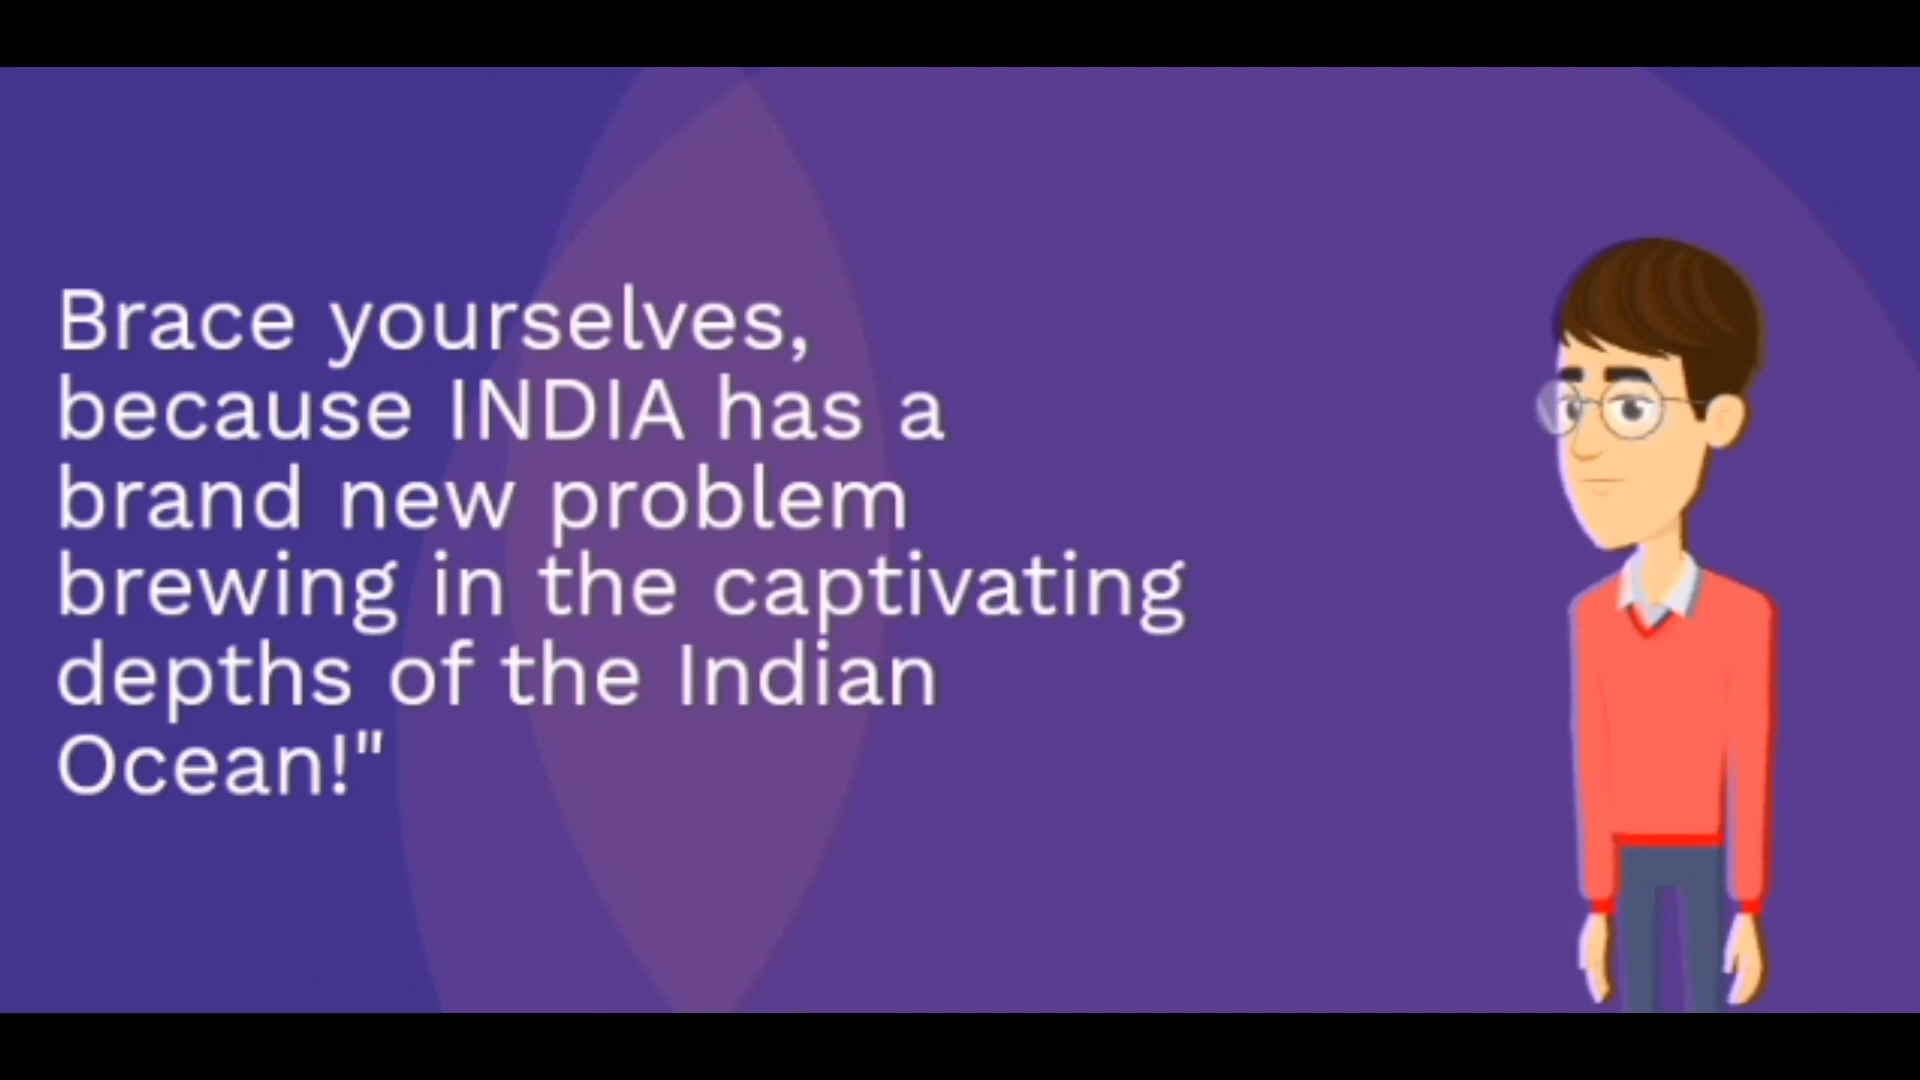 Brace yourselves,
because INDIA has a
brand new problem
brewing in the captivating
depths of the Indian
Ocean!"